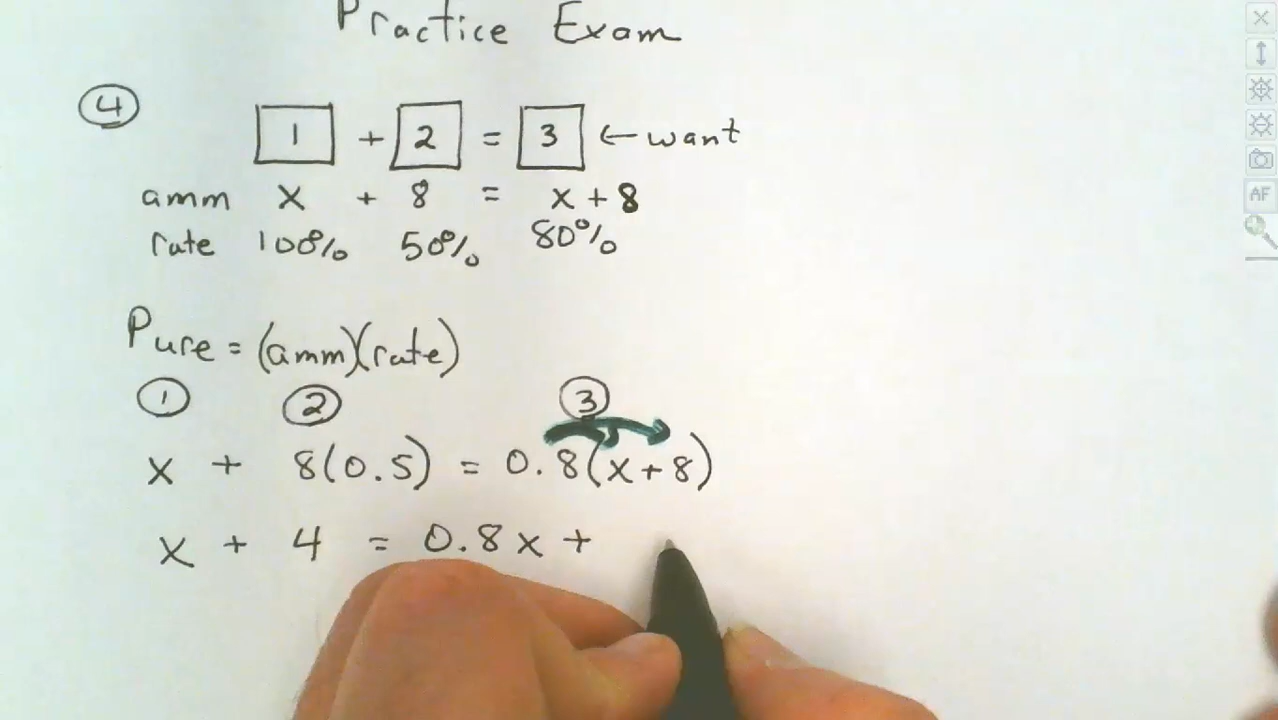 Practice Exam
④ 1 + 2 = 3 ← want
amm x + 8 = x + 8
rate 100% 50% 80%
Pure = (amm)(rate)
① ② ③
x + 8(0.5) = 0.8(x+8)
x + 4 = 0.8x +
AF